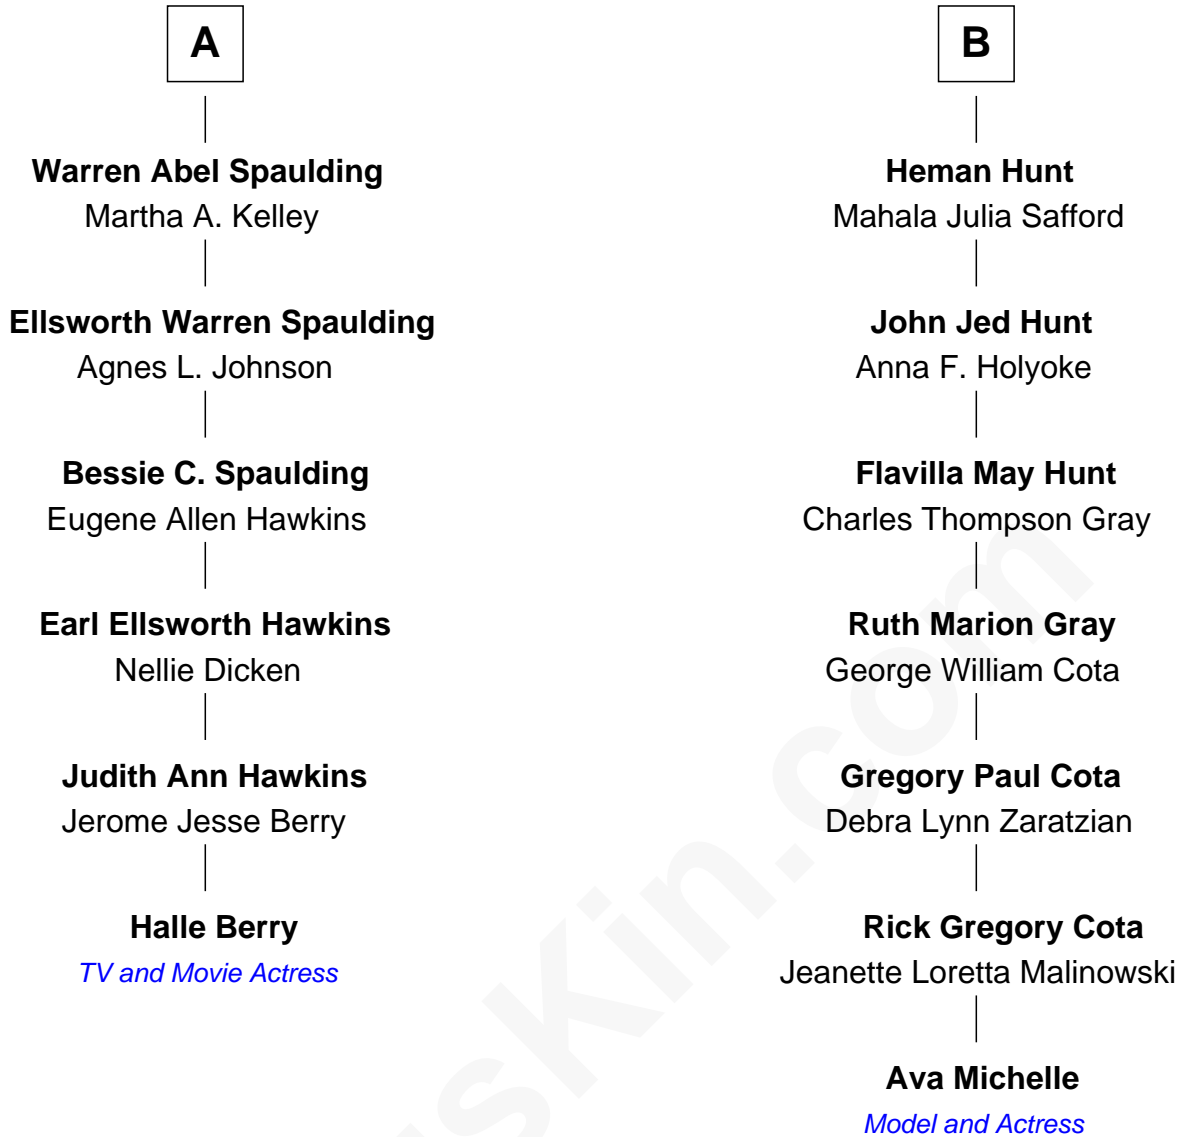 A
Warren Abel Spaulding
Martha A. Kelley
Ellsworth Warren Spaulding
Agnes L. Johnson
Bessie C. Spaulding
Eugene Allen Hawkins
Earl Ellsworth Hawkins
Nellie Dicken
Judith Ann Hawkins
Jerome Jesse Berry
Halle Berry
TV and Movie Actress
B
Heman Hunt
Mahala Julia Safford
John Jed Hunt
Anna F. Holyoke
Flavilla May Hunt
Charles Thompson Gray
Ruth Marion Gray
George William Cota
Gregory Paul Cota
Debra Lynn Zaratzian
Rick Gregory Cota
Jeanette Loretta Malinowski
Ava Michelle
Model and Actress